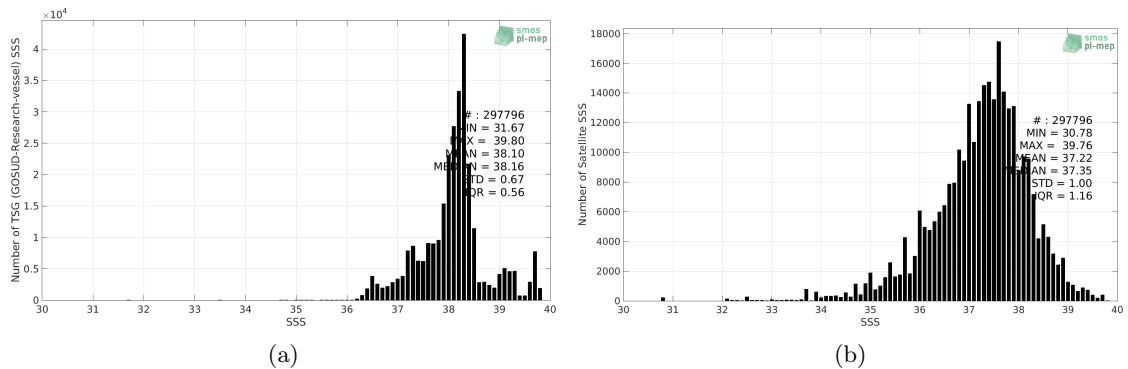 ×10⁴
Number of TSG (GOSUD-Research-vessel) SSS
4
3.5
3
2.5
2
1.5
1
0.5
0
smos
pi-mep
# : 297796
MIN = 31.67
MAX = 39.80
MEAN = 38.10
MEDIAN = 38.16
STD = 0.67
IQR = 0.56
30 31 32 33 34 35 36 37 38 39 40
SSS
(a)
Number of Satellite SSS
18000
16000
14000
12000
10000
8000
6000
4000
2000
0
smos
pi-mep
# : 297796
MIN = 30.78
MAX = 39.76
MEAN = 37.22
MEDIAN = 37.35
STD = 1.00
IQR = 1.16
30 31 32 33 34 35 36 37 38 39 40
SSS
(b)